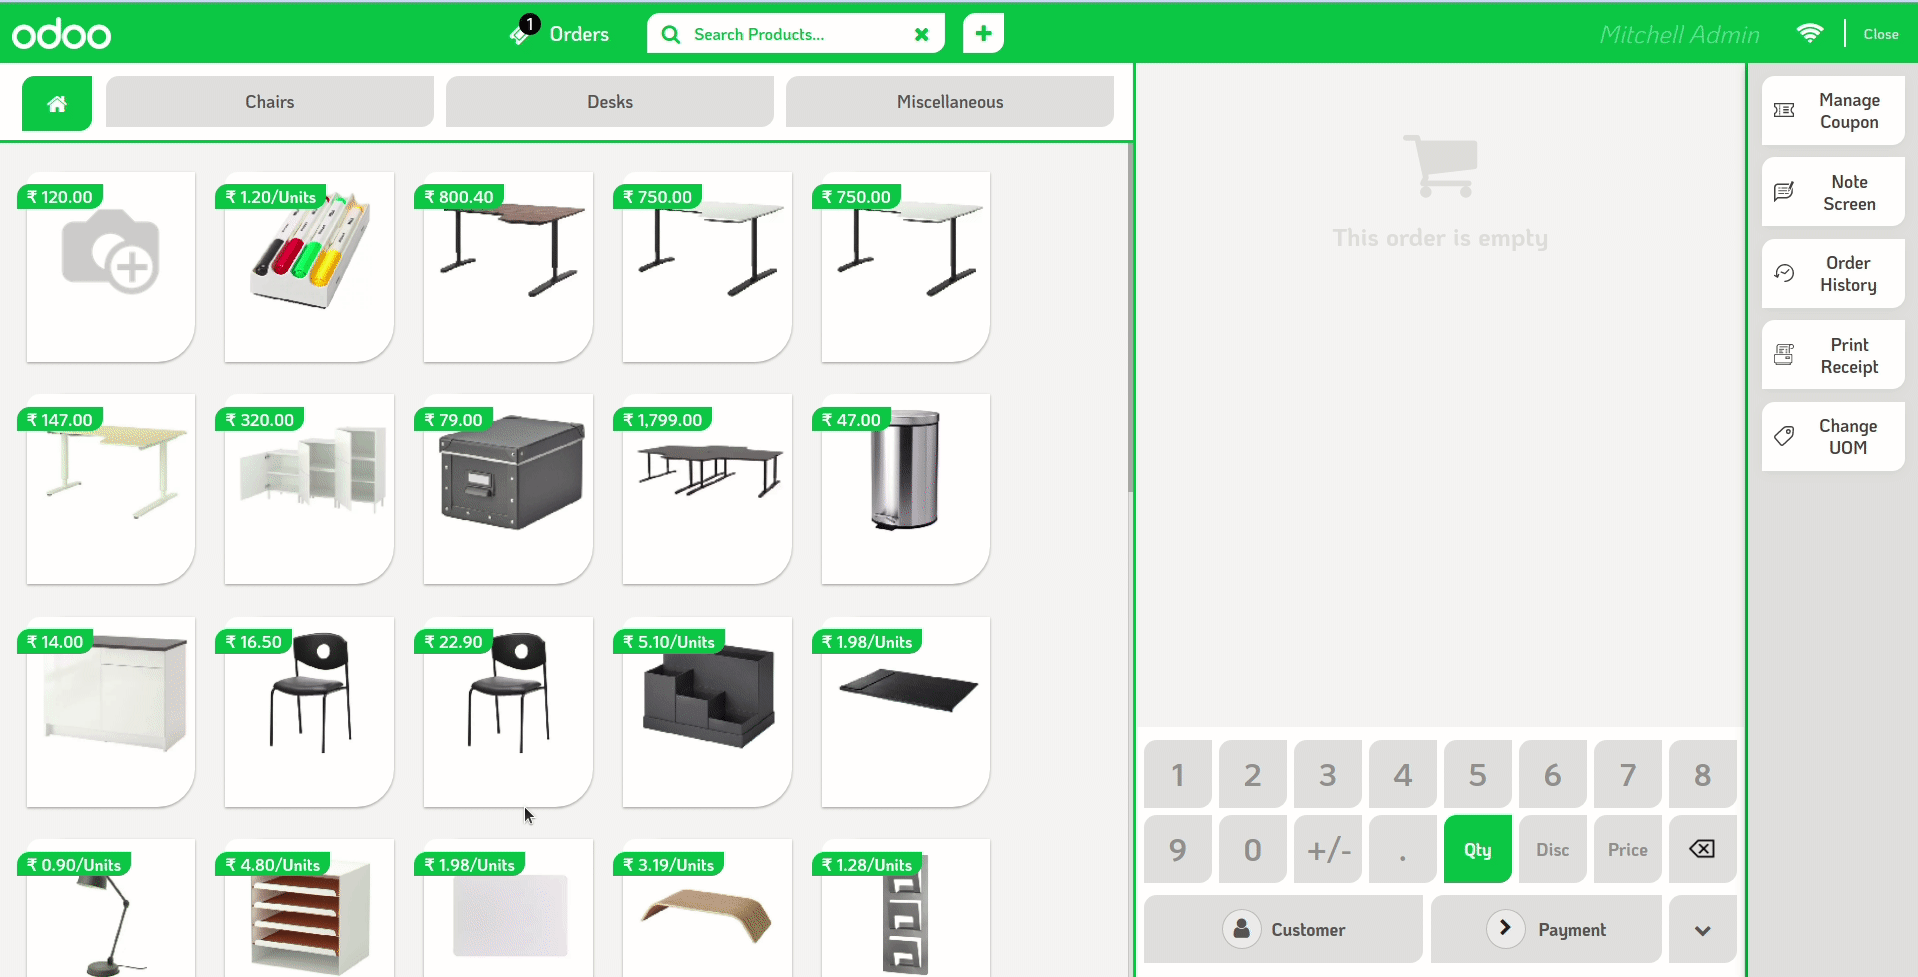 odoo
1
Orders
Search Products...
Mitchell Admin
Close
Chairs
Desks
Miscellaneous
₹ 120.00
₹ 1.20/Units
₹ 800.40
₹ 750.00
₹ 750.00
₹ 147.00
₹ 320.00
₹ 79.00
₹ 1,799.00
₹ 47.00
₹ 14.00
₹ 16.50
₹ 22.90
₹ 5.10/Units
₹ 1.98/Units
₹ 0.90/Units
₹ 4.80/Units
₹ 1.98/Units
₹ 3.19/Units
₹ 1.28/Units
This order is empty
1 2 3 4 5 6 7 8
9 0 +/- . Qty Disc Price
Customer
Payment
Manage
Coupon
Note
Screen
Order
History
Print
Receipt
Change
UOM